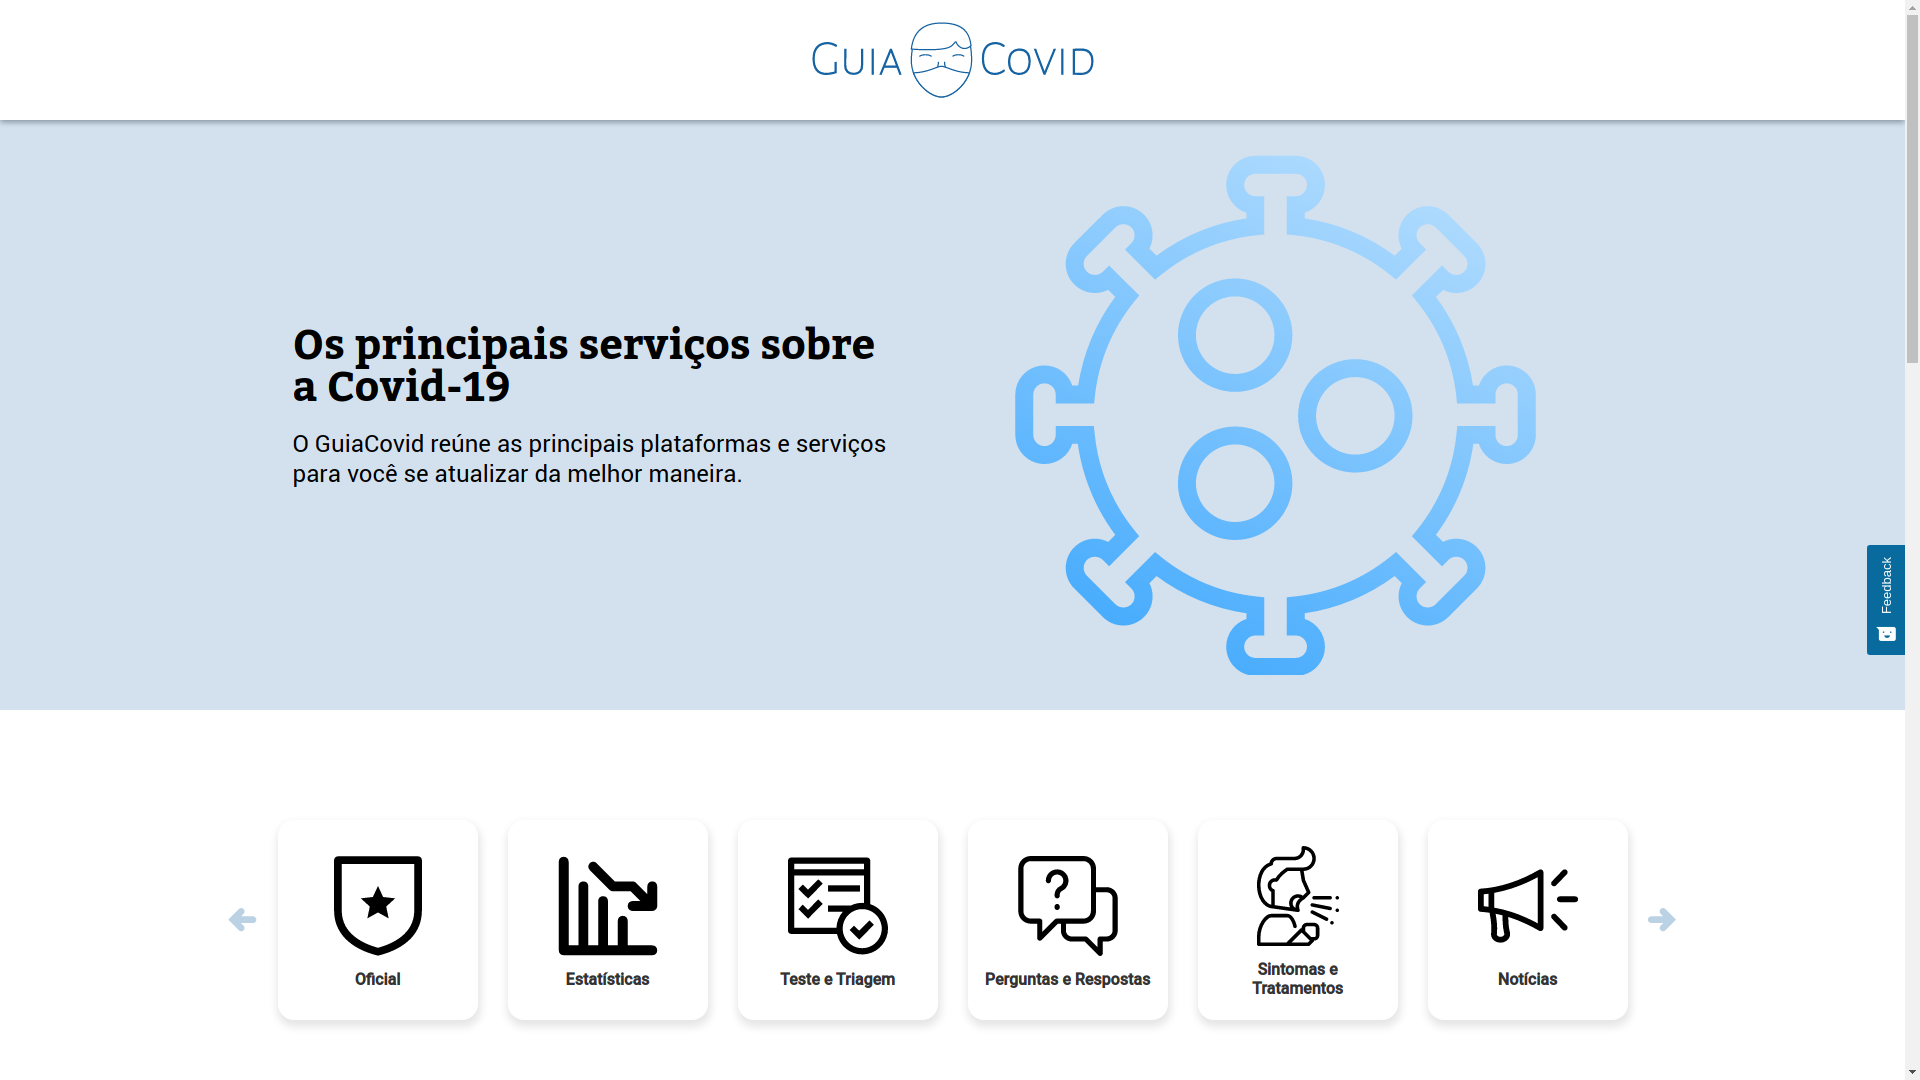 GUIA COVID
Os principais serviços sobre
a Covid-19
O GuiaCovid reúne as principais plataformas e serviços
para você se atualizar da melhor maneira.
Feedback
Oficial
Estatísticas
Teste e Triagem
Perguntas e Respostas
Sintomas e
Tratamentos
Notícias